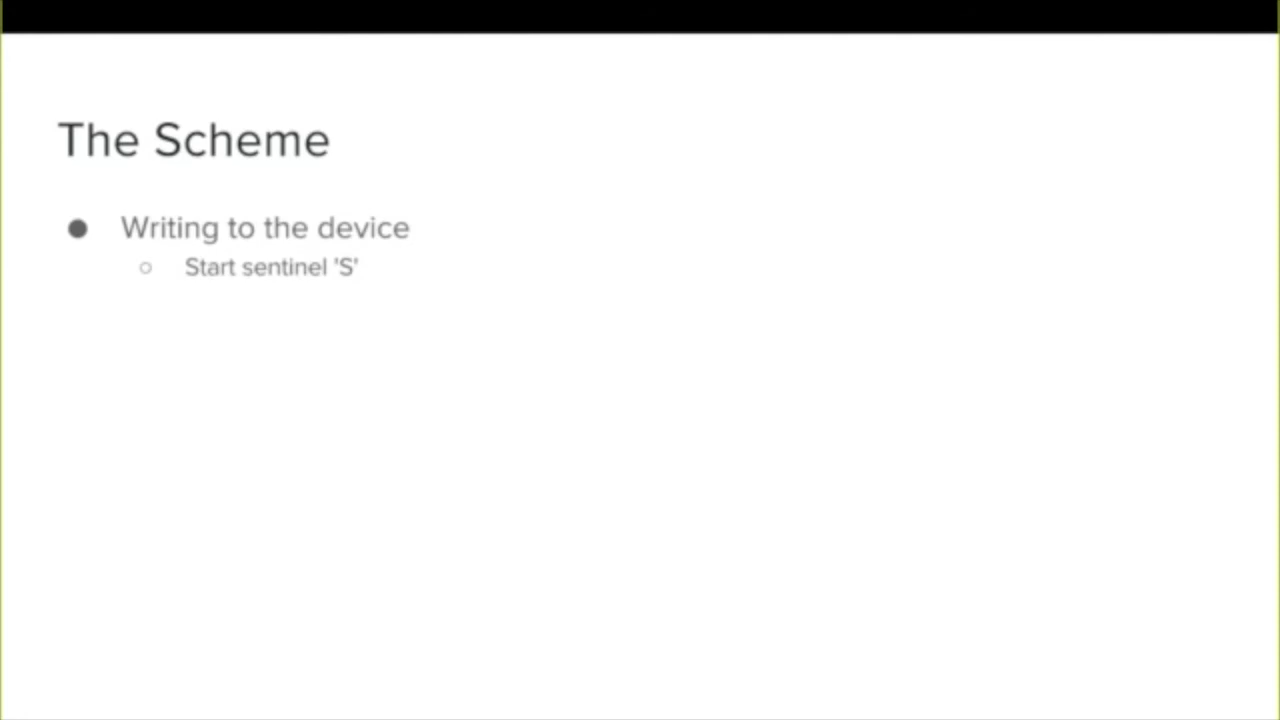 The Scheme
● Writing to the device
○ Start sentinel 'S'